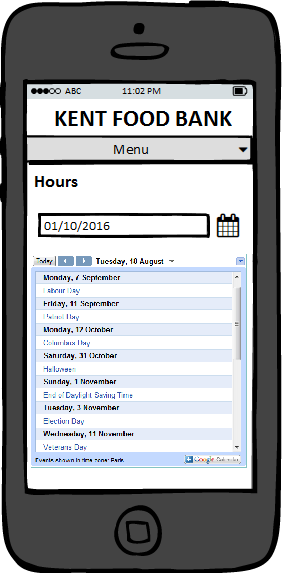 ABC 11:02 PM
KENT FOOD BANK
Menu
Hours
01/10/2016
Today Tuesday, 18 August
Monday, 7 September
Labour Day
Friday, 11 September
Patriot Day
Monday, 12 October
Columbus Day
Saturday, 31 October
Halloween
Sunday, 1 November
End of Daylight Saving Time
Tuesday, 3 November
Election Day
Wednesday, 11 November
Veterans Day
Events shown in time zone: Paris
Google Calendar